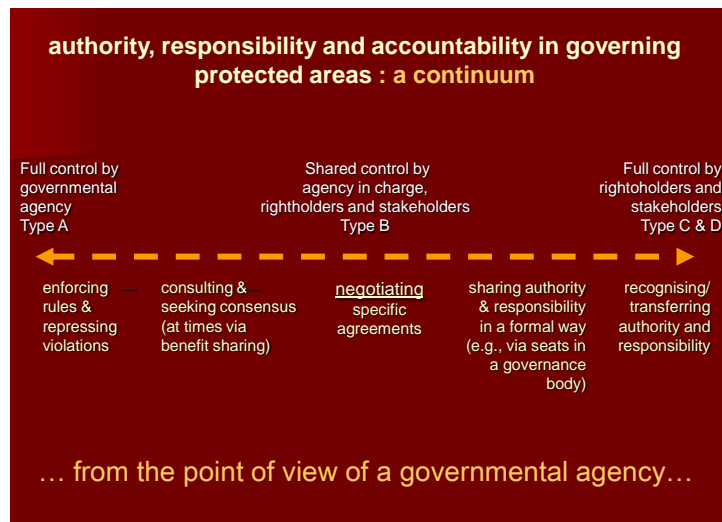 authority, responsibility and accountability in governing
protected areas : a continuum
Full control by
governmental
agency
Type A
Shared control by
agency in charge,
rightholders and stakeholders
Type B
Full control by
rightoholders and
stakeholders
Type C & D
enforcing
rules &
repressing
violations
consulting &
seeking consensus
(at times via
benefit sharing)
negotiating
specific
agreements
sharing authority
& responsibility
in a formal way
(e.g., via seats in
a governance
body)
recognising/
transferring
authority and
responsibility
… from the point of view of a governmental agency…